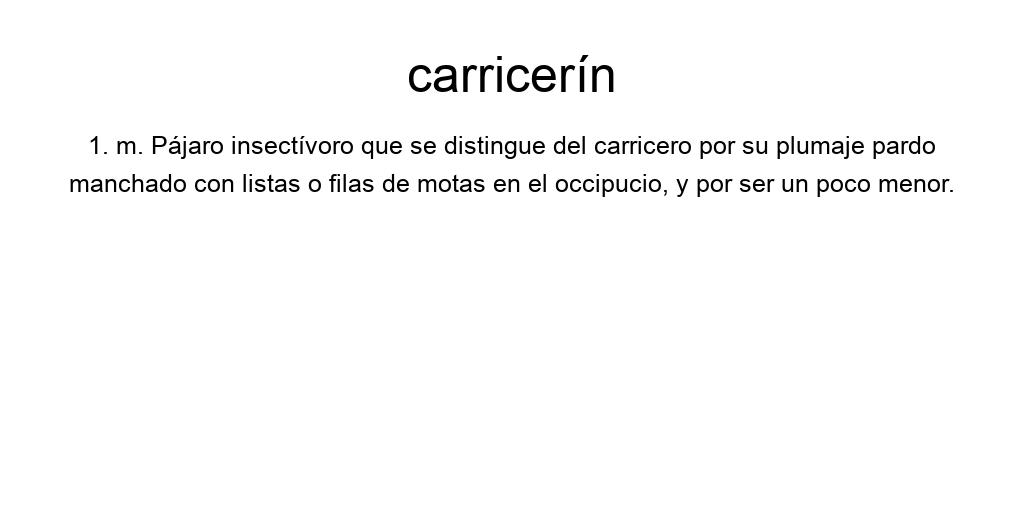 carricerín
1. m. Pájaro insectívoro que se distingue del carricero por su plumaje pardo
manchado con listas o filas de motas en el occipucio, y por ser un poco menor.